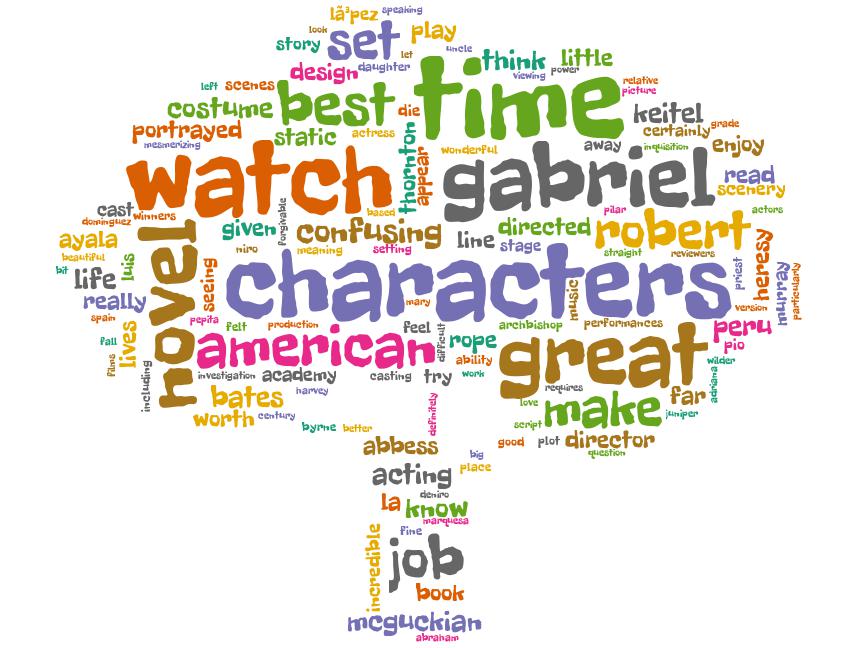 lã³pez speaking
look set play
story let uncle
design daughter time think little
viewing power
left scenes best relative
picture
costume die keitel
portrayed static actress certainly grade
mesmerizing thornton appear wonderful away inquisition enjoy
watch gabriel read
scenery
cast winners based pilar actors
dominguez novel given forgivable confusing line directed robert
ayala niro meaning setting stage straight reviewers heresy
beautiful luis
bit life seeing characters music priest murray particularly
really mary version
spain pepita felt production feel archbishop performances peru
fall lives american difficult rope great pio
films ability wilder
including investigation academy casting try work requires adriana
bates harvey love make far
worth century definitely script juniper
byrne better
abbess good plot director
big question
acting place
deniro
la know
marquesa
incredible fine
job
book
mcguckian
abraham